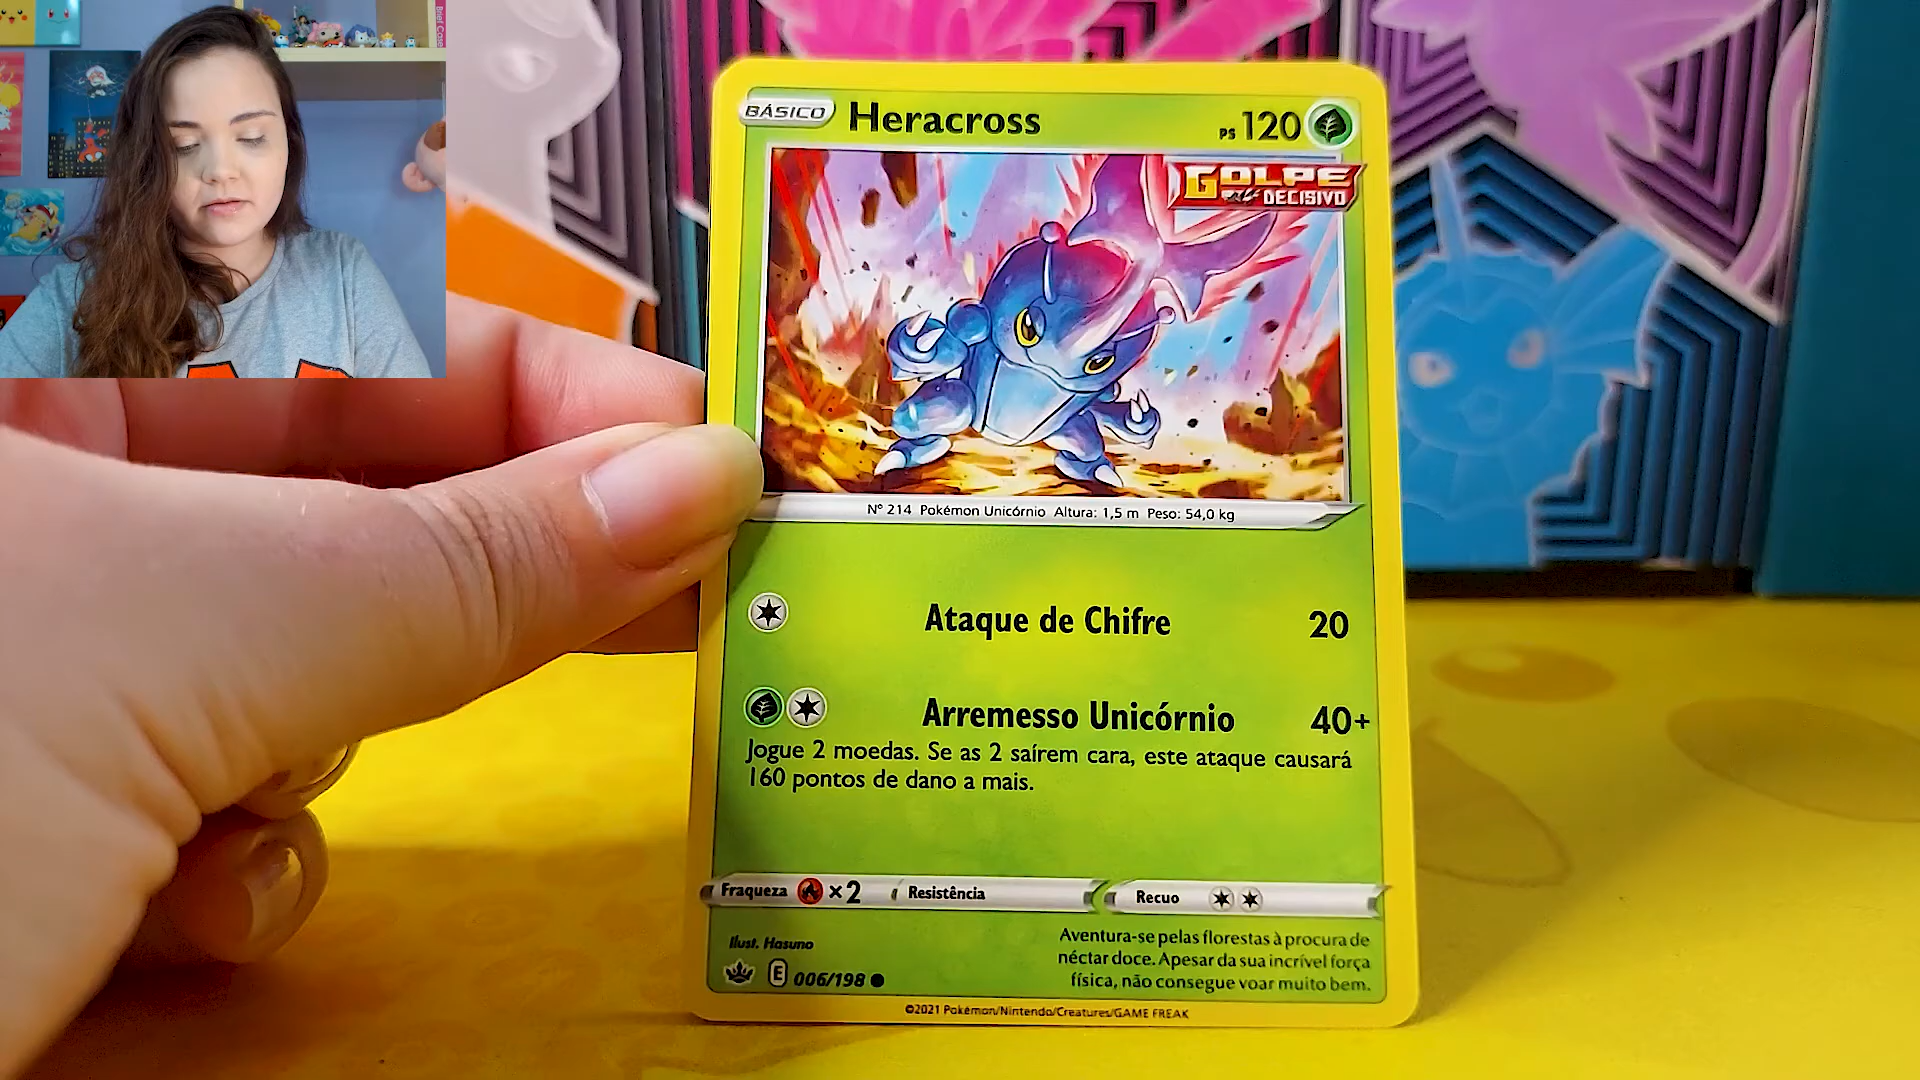 Brief Case
BÁSICO Heracross PS 120
GOLPE
DECISIVO
Nº 214 Pokémon Unicórnio Altura: 1,5 m Peso: 54,0 kg
Ataque de Chifre 20
Arremesso Unicórnio 40+
Jogue 2 moedas. Se as 2 saírem cara, este ataque causará
160 pontos de dano a mais.
Fraqueza ×2 Resistência Recuo
Ilust. Hasuno
E 006/198
Aventura-se pelas florestas à procura de
néctar doce. Apesar da sua incrível força
física, não consegue voar muito bem.
©2021 Pokémon/Nintendo/Creatures/GAME FREAK